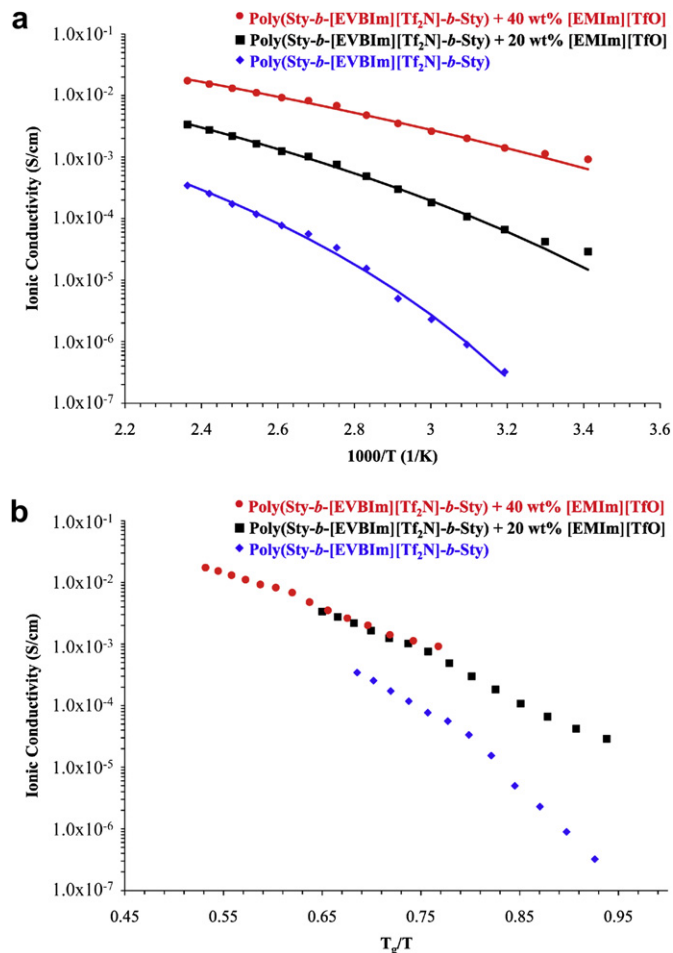 a
Poly(Sty-b-[EVBIm][Tf₂N]-b-Sty) + 40 wt% [EMIm][TfO]
Poly(Sty-b-[EVBIm][Tf₂N]-b-Sty) + 20 wt% [EMIm][TfO]
Poly(Sty-b-[EVBIm][Tf₂N]-b-Sty)
Ionic Conductivity (S/cm)
1.0x10⁻¹
1.0x10⁻²
1.0x10⁻³
1.0x10⁻⁴
1.0x10⁻⁵
1.0x10⁻⁶
1.0x10⁻⁷
2.2 2.4 2.6 2.8 3 3.2 3.4 3.6
1000/T (1/K)
b
Poly(Sty-b-[EVBIm][Tf₂N]-b-Sty) + 40 wt% [EMIm][TfO]
Poly(Sty-b-[EVBIm][Tf₂N]-b-Sty) + 20 wt% [EMIm][TfO]
Poly(Sty-b-[EVBIm][Tf₂N]-b-Sty)
Ionic Conductivity (S/cm)
1.0x10⁻¹
1.0x10⁻²
1.0x10⁻³
1.0x10⁻⁴
1.0x10⁻⁵
1.0x10⁻⁶
1.0x10⁻⁷
0.45 0.55 0.65 0.75 0.85 0.95
T_g/T